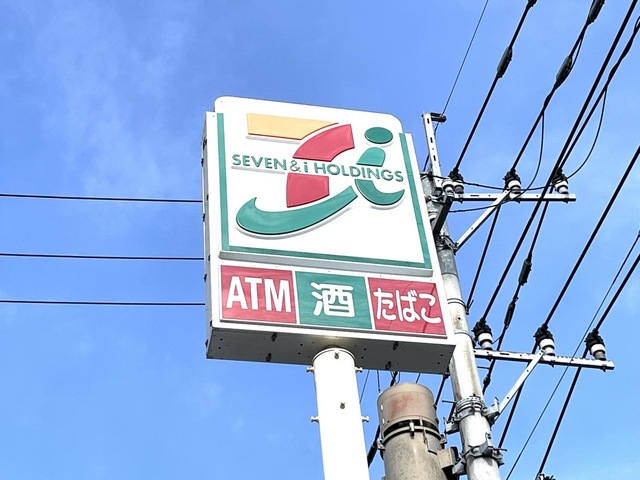 SEVEN & i HOLDINGS
ATM 酒 たばこ